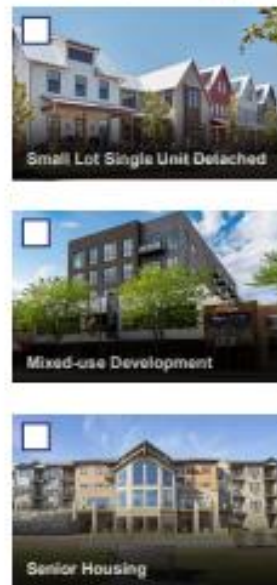 Small Lot Single Unit Detached
Mixed-use Development
Senior Housing